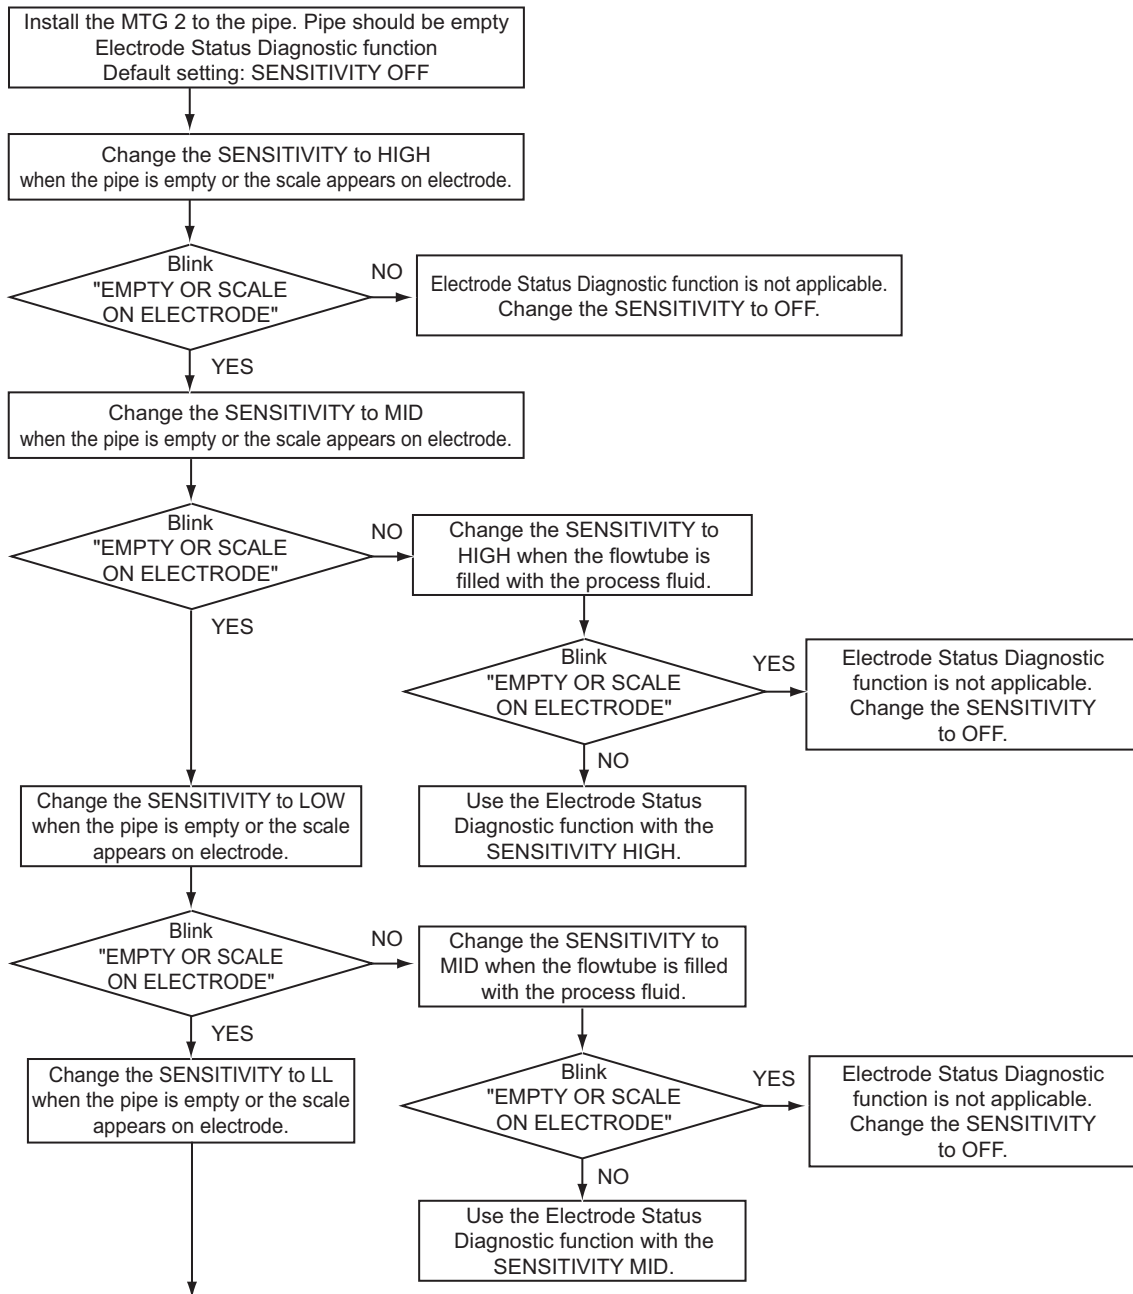 Install the MTG 2 to the pipe. Pipe should be empty
Electrode Status Diagnostic function
Default setting: SENSITIVITY OFF
Change the SENSITIVITY to HIGH
when the pipe is empty or the scale appears on electrode.
Blink
"EMPTY OR SCALE
ON ELECTRODE"
NO
Electrode Status Diagnostic function is not applicable.
Change the SENSITIVITY to OFF.
YES
Change the SENSITIVITY to MID
when the pipe is empty or the scale appears on electrode.
Blink
"EMPTY OR SCALE
ON ELECTRODE"
NO
Change the SENSITIVITY to
HIGH when the flowtube is
filled with the process fluid.
YES
Blink
"EMPTY OR SCALE
ON ELECTRODE"
YES
Electrode Status Diagnostic
function is not applicable.
Change the SENSITIVITY
to OFF.
NO
Use the Electrode Status
Diagnostic function with the
SENSITIVITY HIGH.
Change the SENSITIVITY to LOW
when the pipe is empty or the scale
appears on electrode.
Blink
"EMPTY OR SCALE
ON ELECTRODE"
NO
Change the SENSITIVITY to
MID when the flowtube is filled
with the process fluid.
YES
Change the SENSITIVITY to LL
when the pipe is empty or the scale
appears on electrode.
Blink
"EMPTY OR SCALE
ON ELECTRODE"
YES
Electrode Status Diagnostic
function is not applicable.
Change the SENSITIVITY
to OFF.
NO
Use the Electrode Status
Diagnostic function with the
SENSITIVITY MID.